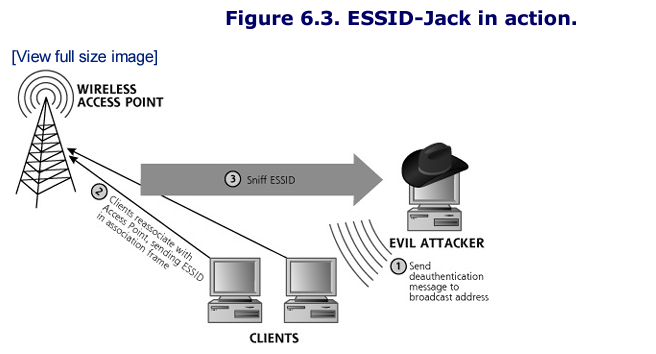 Figure 6.3. ESSID-Jack in action.
[View full size image]
WIRELESS
ACCESS POINT
3 Sniff ESSID
2 Clients reassociate with
Access Point, sending ESSID
in association frame
EVIL ATTACKER
1 Send
deauthentication
message to
broadcast address
CLIENTS